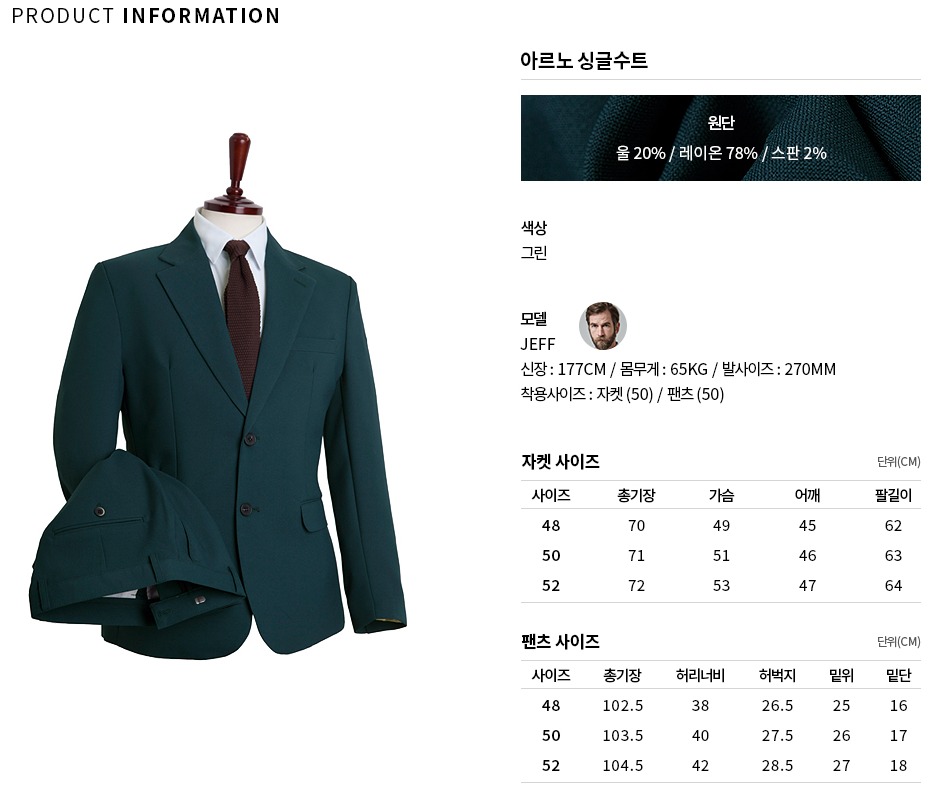 PRODUCT INFORMATION
아르노 싱글수트
원단
울 20% / 레이온 78% / 스판 2%
색상
그린
모델
JEFF
신장 : 177CM / 몸무게 : 65KG / 발사이즈 : 270MM
착용사이즈 : 자켓 (50) / 팬츠 (50)
자켓 사이즈 단위(CM)
사이즈 총기장 가슴 어깨 팔길이
48 70 49 45 62
50 71 51 46 63
52 72 53 47 64
팬츠 사이즈 단위(CM)
사이즈 총기장 허리너비 허벅지 밑위 밑단
48 102.5 38 26.5 25 16
50 103.5 40 27.5 26 17
52 104.5 42 28.5 27 18